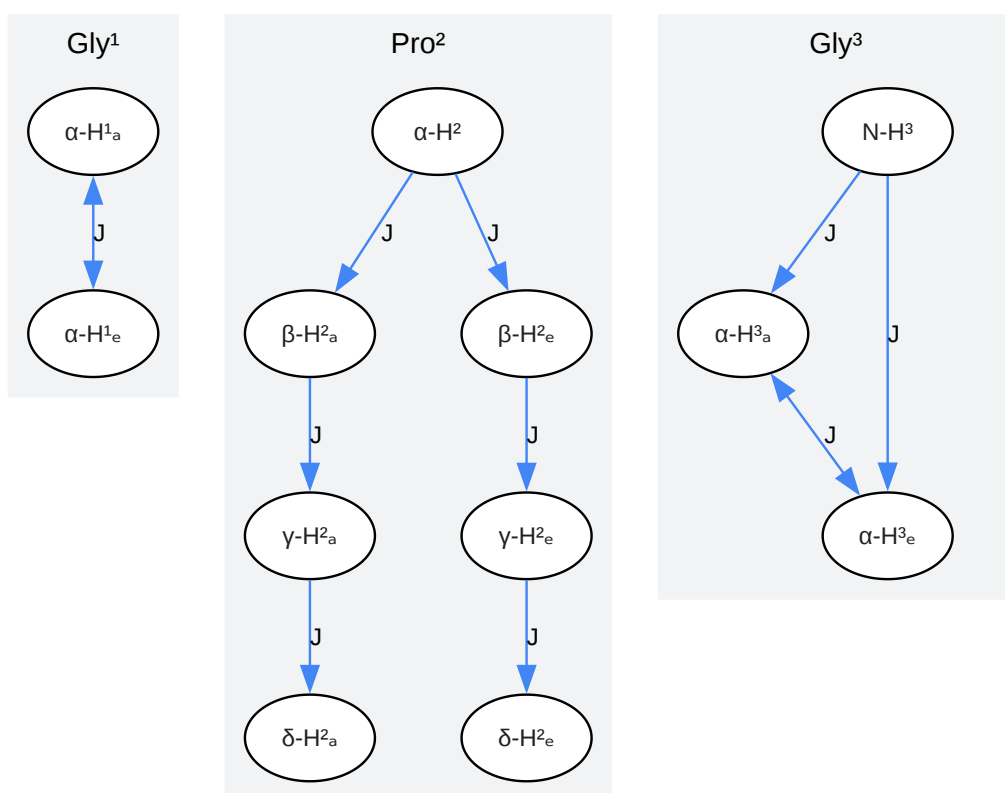 Gly¹
Pro²
Gly³
α-H¹ₐ
α-H²
N-H³
J
J
J
J
α-H¹ₑ
β-H²ₐ
β-H²ₑ
α-H³ₐ
J
J
J
J
γ-H²ₐ
γ-H²ₑ
α-H³ₑ
J
J
δ-H²ₐ
δ-H²ₑ